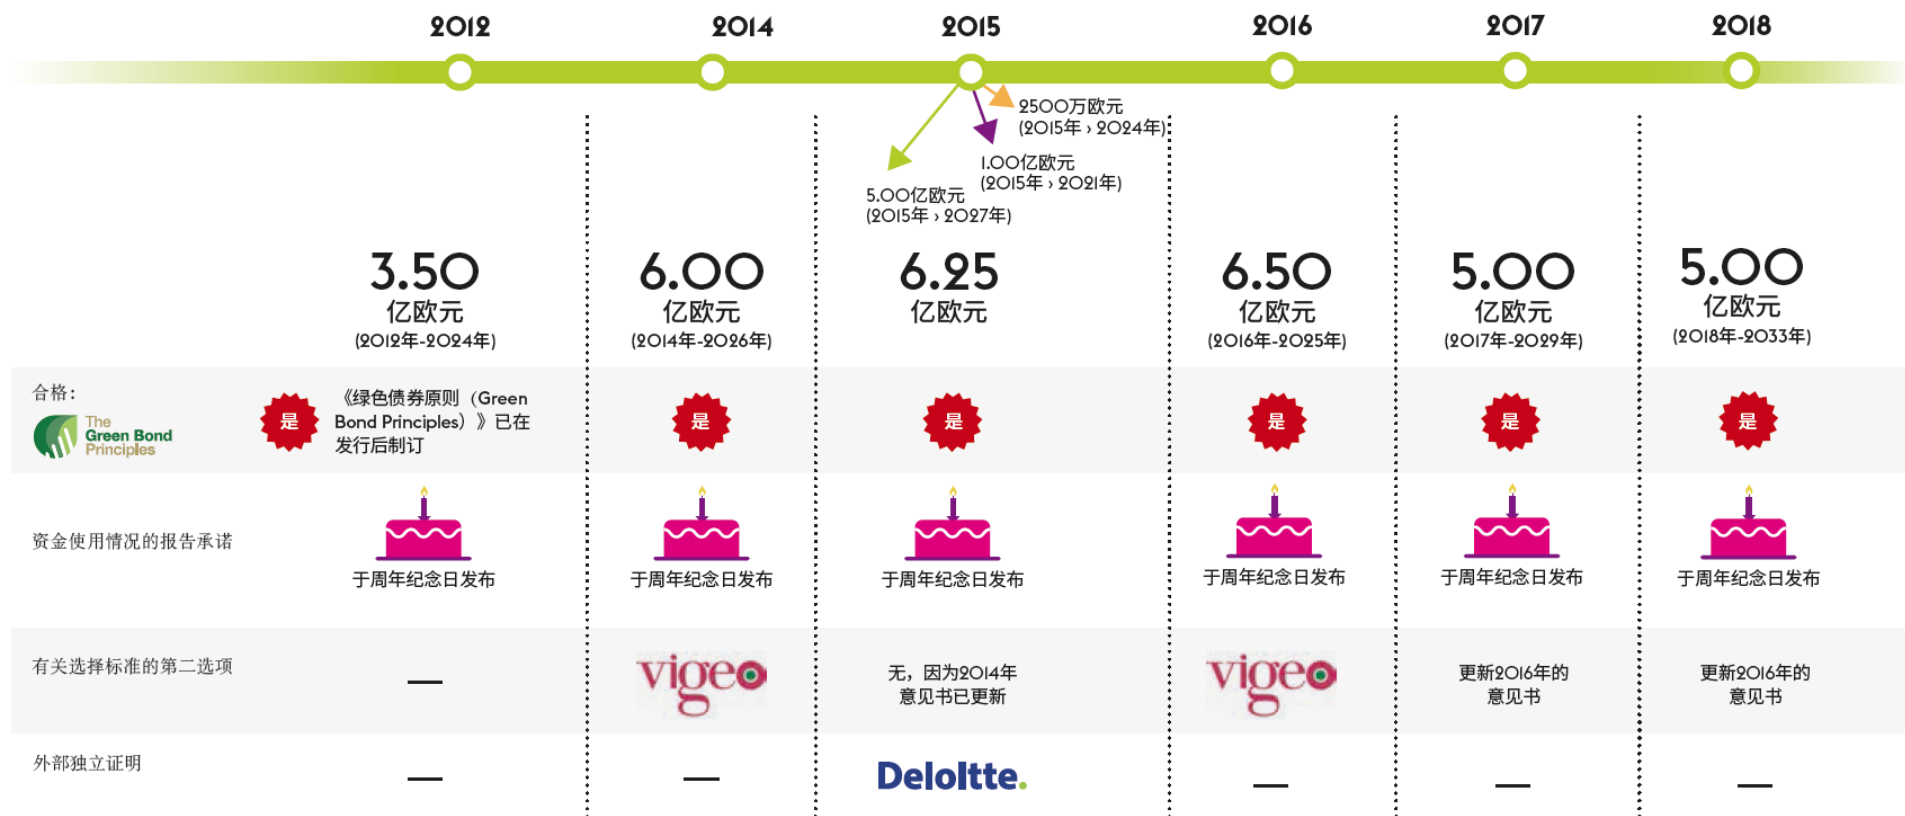 2012 2014 2015 2016 2017 2018
2500万欧元
(2015年 › 2024年)
1.00亿欧元
(2015年 › 2021年)
5.00亿欧元
(2015年 › 2027年)
3.50 6.00 6.25 6.50 5.00 5.00
亿欧元 亿欧元 亿欧元 亿欧元 亿欧元 亿欧元
(2012年-2024年) (2014年-2026年) (2016年-2025年) (2017年-2029年) (2018年-2033年)
合格：
The
Green Bond
Principles
是
《绿色债券原则（Green
Bond Principles）》已在
发行后制订
是 是 是 是 是
资金使用情况的报告承诺
于周年纪念日发布 于周年纪念日发布 于周年纪念日发布 于周年纪念日发布 于周年纪念日发布 于周年纪念日发布
有关选择标准的第二选项
—
vigeo
无，因为2014年
意见书已更新
vigeo
更新2016年的
意见书
更新2016年的
意见书
外部独立证明
— — Deloitte. — — —